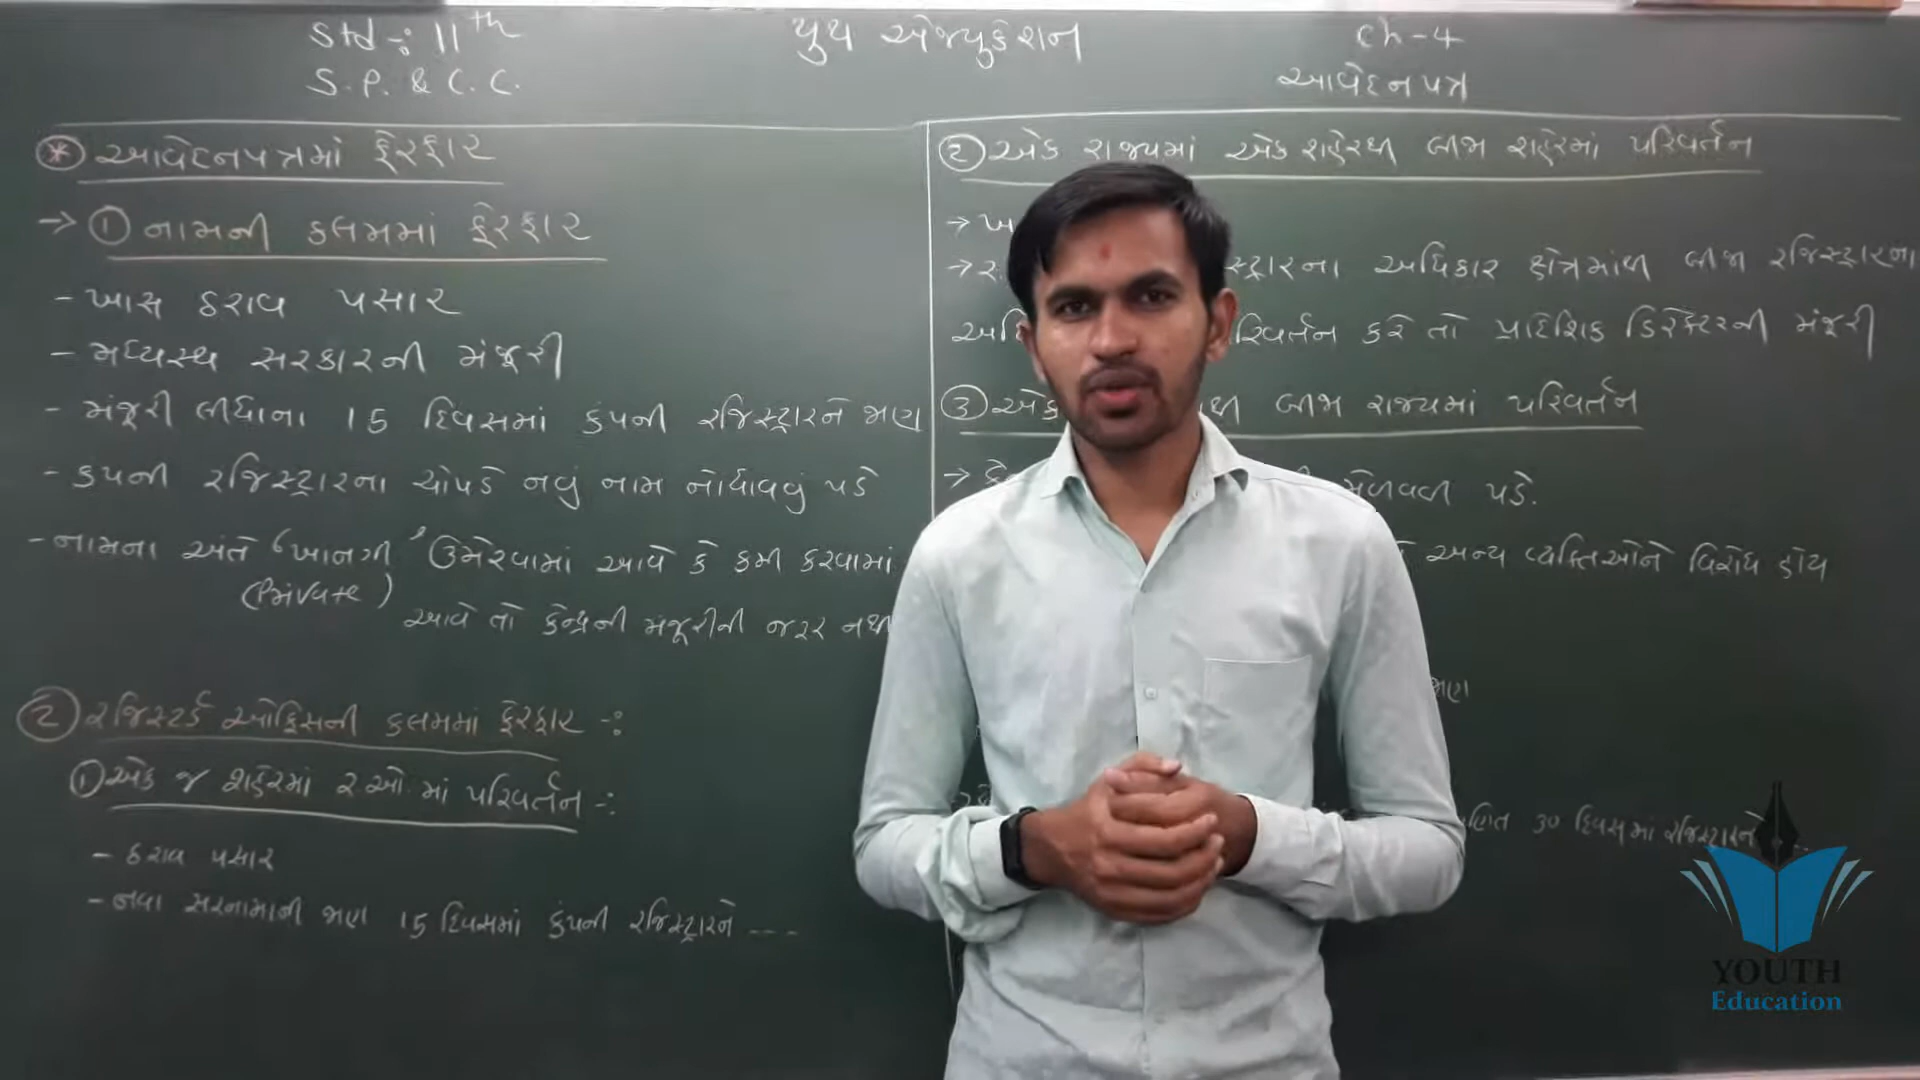 Std -: 11th
S.P. & C.C.
યુથ એજ્યુકેશન
Ch-4
આવેદનપત્ર
* આવેદનપત્રમાં ફેરફાર
→ ① નામની કલમમાં ફેરફાર
- ખાસ ઠરાવ પસાર
- મધ્યસ્થ સરકારની મંજૂરી
- મંજૂરી લીધાના 15 દિવસમાં કંપની રજિસ્ટ્રારને જાણ
- કંપની રજિસ્ટ્રારના ચોપડે નવું નામ નોંધાવવું પડે
- નામના અંતે 'ખાનગી' ઉમેરવામાં આવે કે કમી કરવામાં
(Private)
આવે તો કેન્દ્રની મંજૂરીની જરૂર નથી
② રજિસ્ટર્ડ ઓફિસની કલમમાં ફેરફાર -:
① એક જ શહેરમાં ર.ઓ.માં પરિવર્તન -:
- ઠરાવ પસાર
- નવા સરનામાની જાણ 15 દિવસમાં કંપની રજિસ્ટ્રારને ---
② એક રાજ્યમાં એક શહેરથી બીજા શહેરમાં પરિવર્તન
→ ખા
→ ર સ્ટ્રારના અધિકાર ક્ષેત્રમાંથી બીજા રજિસ્ટ્રારના
અધિ રિવર્તન કરે તો પ્રાદેશિક ડિરેક્ટરની મંજૂરી
③ એક થી બીજા રાજ્યમાં પરિવર્તન
→ કે મેળવવી પડે.
અન્ય વ્યક્તિઓને વિરોધ હોય
જાણ
30 દિવસમાં રજિસ્ટ્રારને
YOUTH
Education